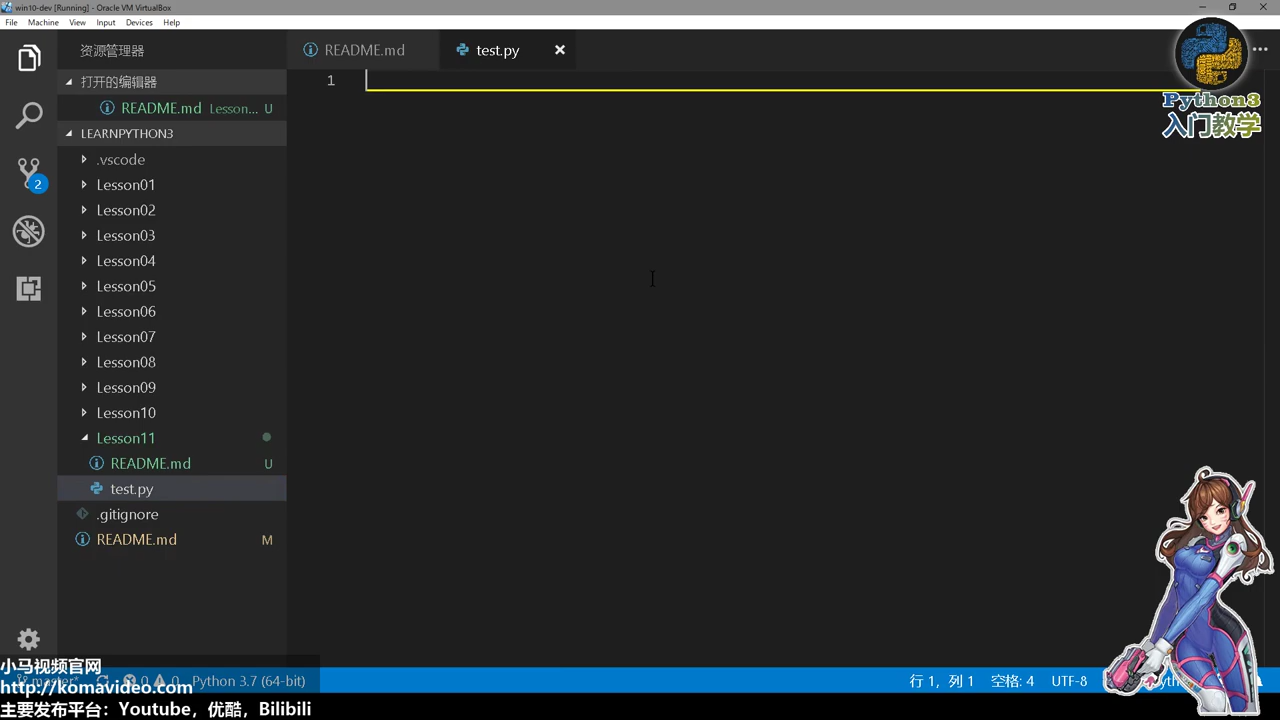 win10-dev [Running] - Oracle VM VirtualBox
File Machine View Input Devices Help
资源管理器
README.md
test.py
打开的编辑器
README.md Lesson... U
1
Python3
入门教学
LEARNPYTHON3
.vscode
Lesson01
Lesson02
2
Lesson03
Lesson04
Lesson05
Lesson06
Lesson07
Lesson08
Lesson09
Lesson10
Lesson11
README.md U
test.py
.gitignore
README.md M
小马视频官网
master* 0 0 Python 3.7 (64-bit) 行 1，列 1 空格: 4 UTF-8
http://komavideo.com
主要发布平台：Youtube，优酷，Bilibili